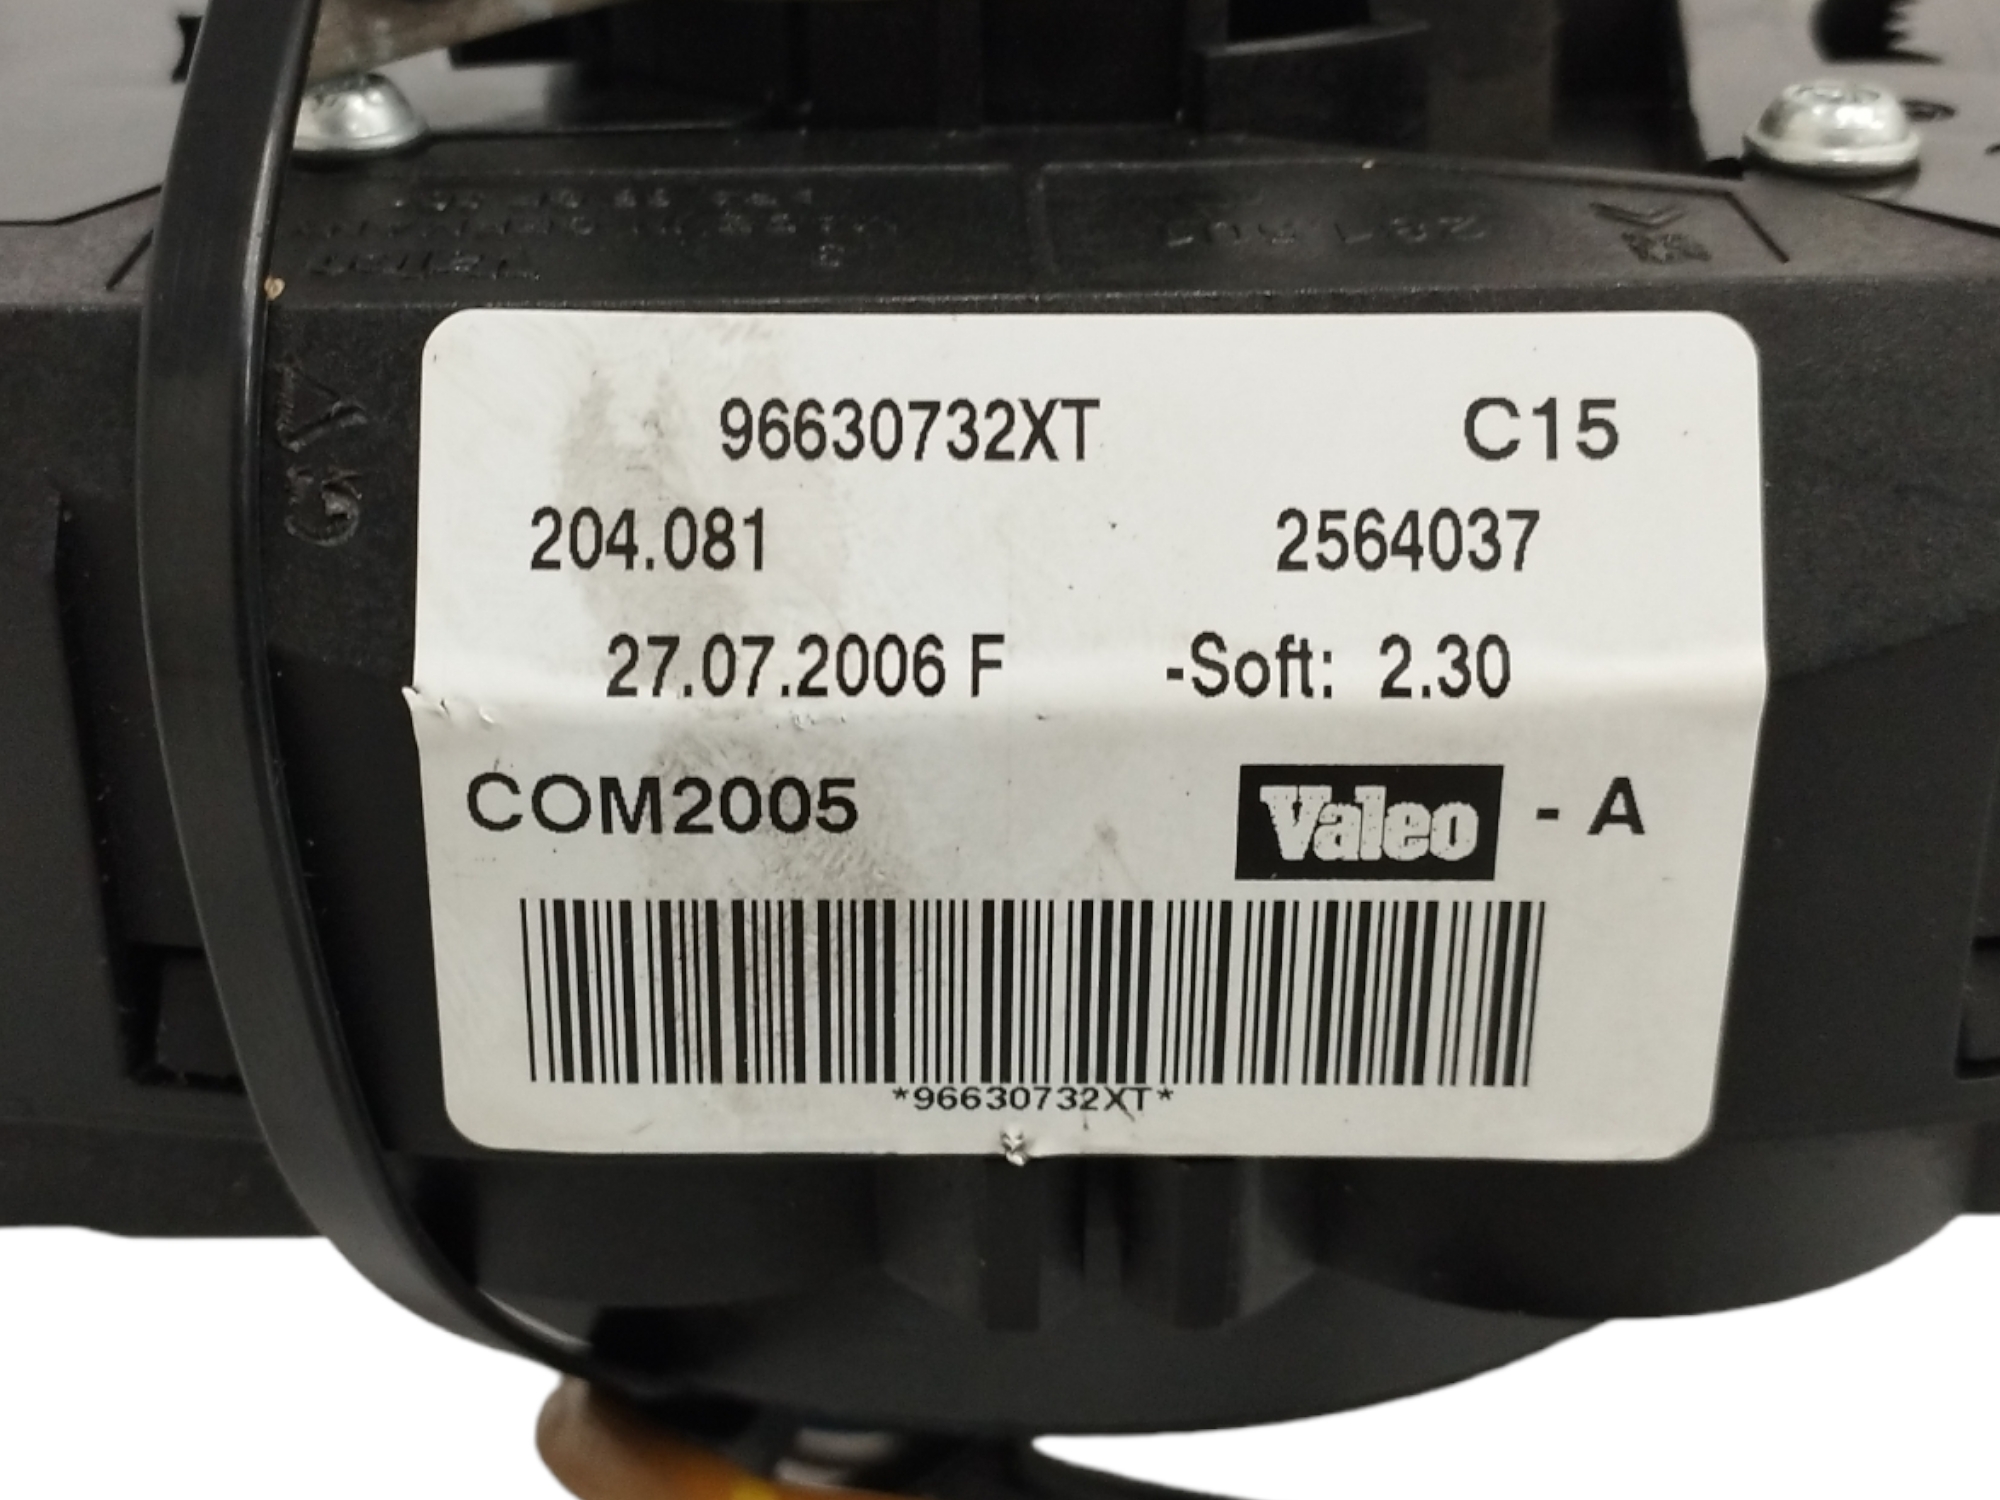 96630732XT C15
204.081 2564037
27.07.2006 F -Soft: 2.30
COM2005 Valeo - A
*96630732XT*